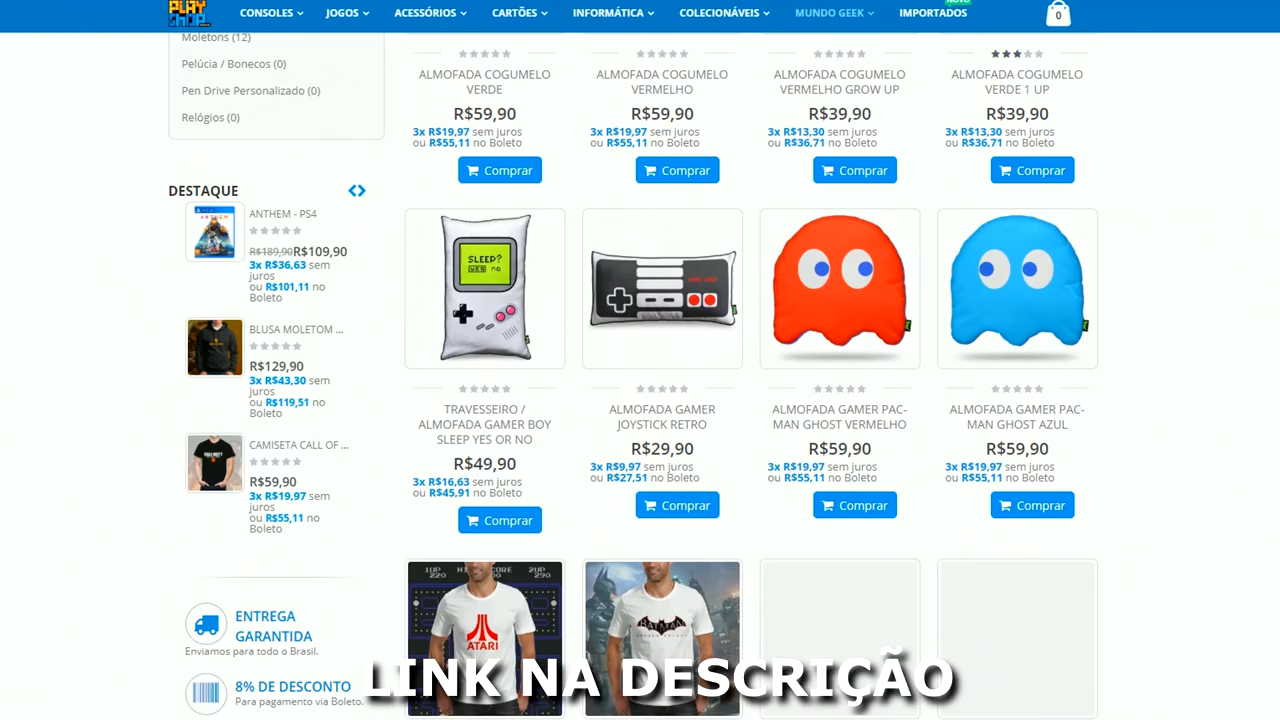 PLAY
SHOP
CONSOLES
JOGOS
ACESSÓRIOS
CARTÕES
INFORMÁTICA
COLECIONÁVEIS
MUNDO GEEK
IMPORTADOS
NOVO
0
Moletons (12)
Pelúcia / Bonecos (0)
Pen Drive Personalizado (0)
Relógios (0)
DESTAQUE
ANTHEM - PS4
R$189,90R$109,90
3x R$36,63 sem
juros
ou R$101,11 no
Boleto
BLUSA MOLETOM ...
R$129,90
3x R$43,30 sem
juros
ou R$119,51 no
Boleto
CAMISETA CALL OF ...
R$59,90
3x R$19,97 sem
juros
ou R$55,11 no
Boleto
ENTREGA
GARANTIDA
Enviamos para todo o Brasil.
8% DE DESCONTO
Para pagamento via Boleto.
ALMOFADA COGUMELO
VERDE
R$59,90
3x R$19,97 sem juros
ou R$55,11 no Boleto
Comprar
ALMOFADA COGUMELO
VERMELHO
R$59,90
3x R$19,97 sem juros
ou R$55,11 no Boleto
Comprar
ALMOFADA COGUMELO
VERMELHO GROW UP
R$39,90
3x R$13,30 sem juros
ou R$36,71 no Boleto
Comprar
ALMOFADA COGUMELO
VERDE 1 UP
R$39,90
3x R$13,30 sem juros
ou R$36,71 no Boleto
Comprar
SLEEP?
YES no
TRAVESSEIRO /
ALMOFADA GAMER BOY
SLEEP YES OR NO
R$49,90
3x R$16,63 sem juros
ou R$45,91 no Boleto
Comprar
ALMOFADA GAMER
JOYSTICK RETRO
R$29,90
3x R$9,97 sem juros
ou R$27,51 no Boleto
Comprar
ALMOFADA GAMER PAC-
MAN GHOST VERMELHO
R$59,90
3x R$19,97 sem juros
ou R$55,11 no Boleto
Comprar
ALMOFADA GAMER PAC-
MAN GHOST AZUL
R$59,90
3x R$19,97 sem juros
ou R$55,11 no Boleto
Comprar
1UP
220
2UP
290
ATARI
BATMAN
LINK NA DESCRIÇÃO